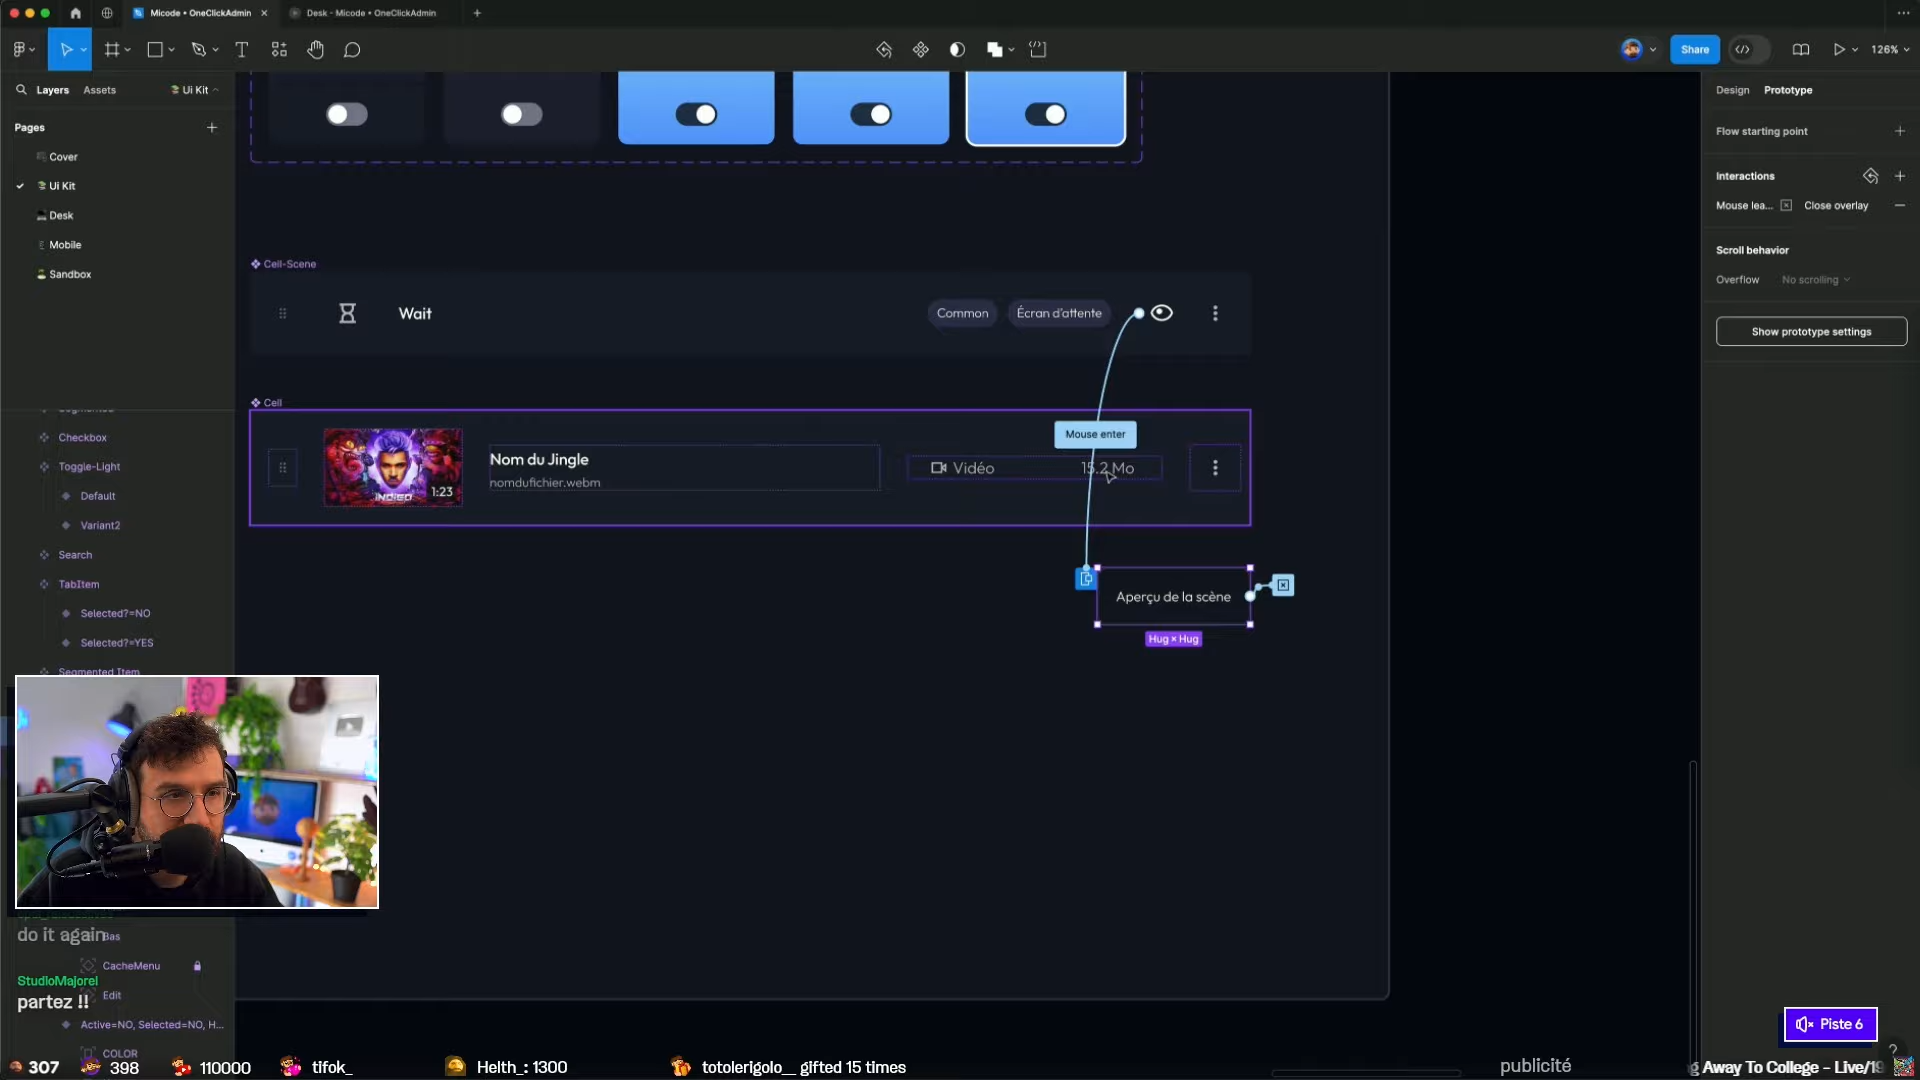 Micode • OneClickAdmin
Desk - Micode • OneClickAdmin
Share
126%
Layers
Assets
Ui Kit
Pages
Cover
Ui Kit
Desk
Mobile
Sandbox
Checkbox
Toggle-Light
Default
Variant2
Search
TabItem
Selected?=NO
Selected?=YES
Segmented Item
Cell-Scene
Wait
Common
Écran d'attente
Cell
Mouse enter
1:23
INDIGO
Nom du Jingle
nomdufichier.webm
Vidéo
15.2 Mo
Aperçu de la scène
Hug × Hug
Design
Prototype
Flow starting point
Interactions
Mouse lea...
Close overlay
Scroll behavior
Overflow
No scrolling
Show prototype settings
do it again
Bas
CacheMenu
StudioMajorel
partez !!
Edit
Active=NO, Selected=NO, H...
COLOR
Piste 6
307
398
110000
tifok_
Helth_: 1300
totolerigolo__ gifted 15 times
publicité
g Away To College - Live/19